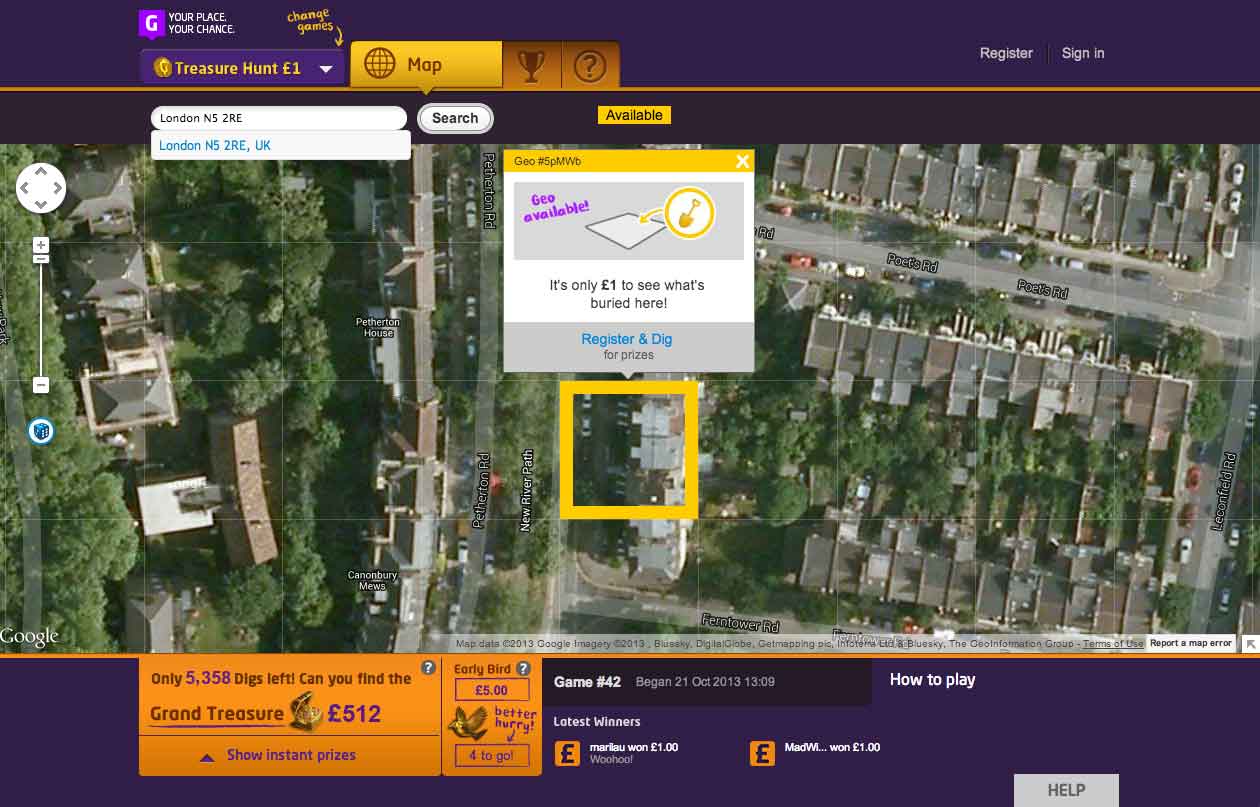 G YOUR PLACE.
YOUR CHANCE.
change
games
Treasure Hunt £1
Map
?
Register
Sign in
London N5 2RE
Search
Available
London N5 2RE, UK
Geo #5pMWb
Geo
available!
It's only £1 to see what's
buried here!
Register & Dig
for prizes
Petherton Rd
Rd
Poet's Rd
Poet's Rd
Petherton
House
Petherton Rd
New River Path
Leconfield Rd
Canonbury
Mews
Ferntower Rd
Google
Map data ©2013 Google Imagery ©2013 , Bluesky, DigitalGlobe, Getmapping plc, Infoterra Ltd & Bluesky, The GeoInformation Group - Terms of Use
Report a map error
Only 5,358 Digs left! Can you find the
?
Grand Treasure £512
Show instant prizes
Early Bird ?
£5.00
better
hurry!
4 to go!
Game #42 Began 21 Oct 2013 13:09
Latest Winners
£ marilau won £1.00
Woohoo!
£ MadWi... won £1.00
How to play
HELP